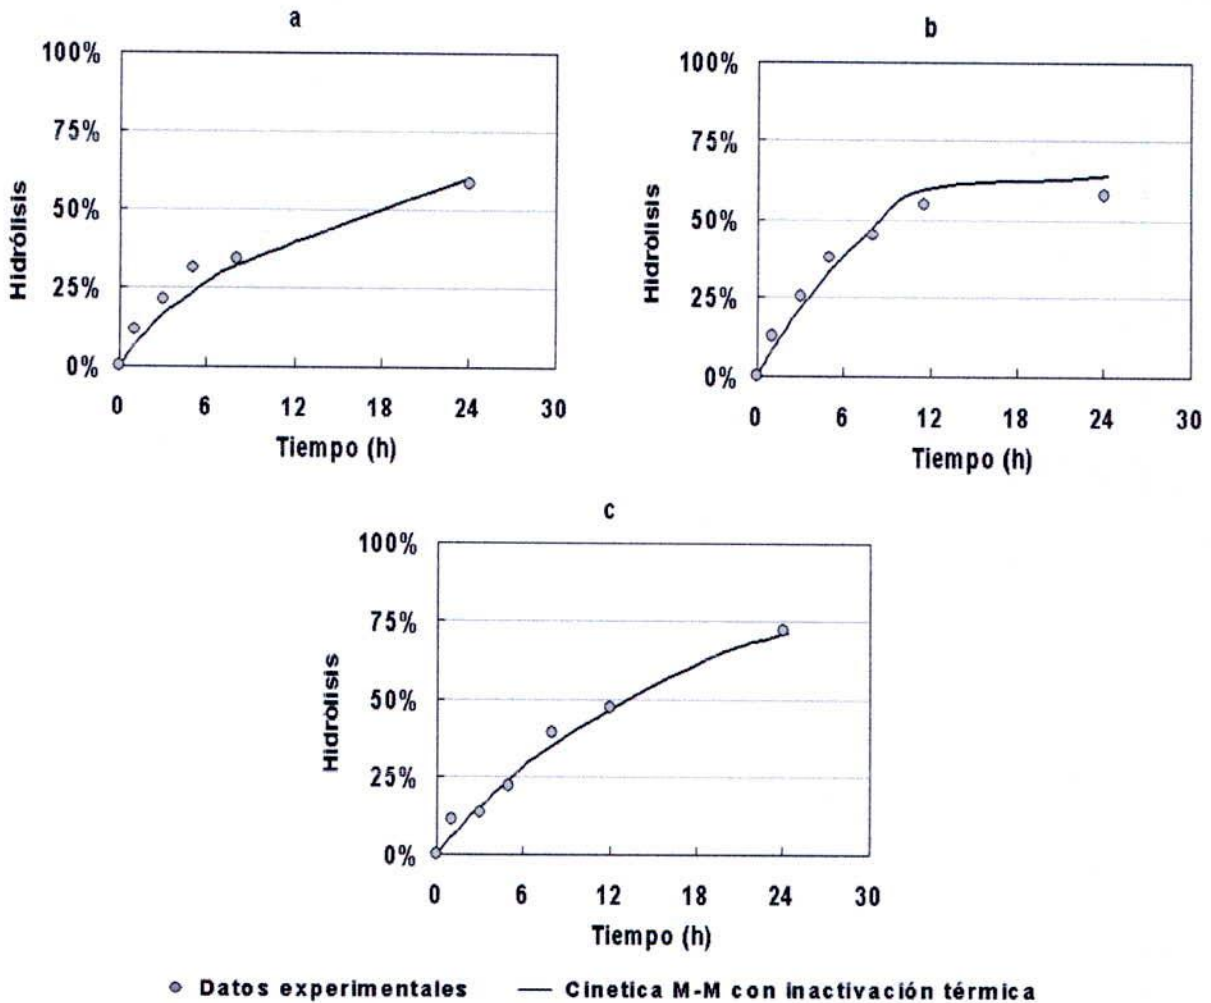 a
100%
75%
50%
25%
0%
Hidrólisis
0 6 12 18 24 30
Tiempo (h)
b
100%
75%
50%
25%
0%
Hidrólisis
0 6 12 18 24 30
Tiempo (h)
c
100%
75%
50%
25%
0%
Hidrólisis
0 6 12 18 24 30
Tiempo (h)
Datos experimentales
Cinetica M-M con inactivación térmica